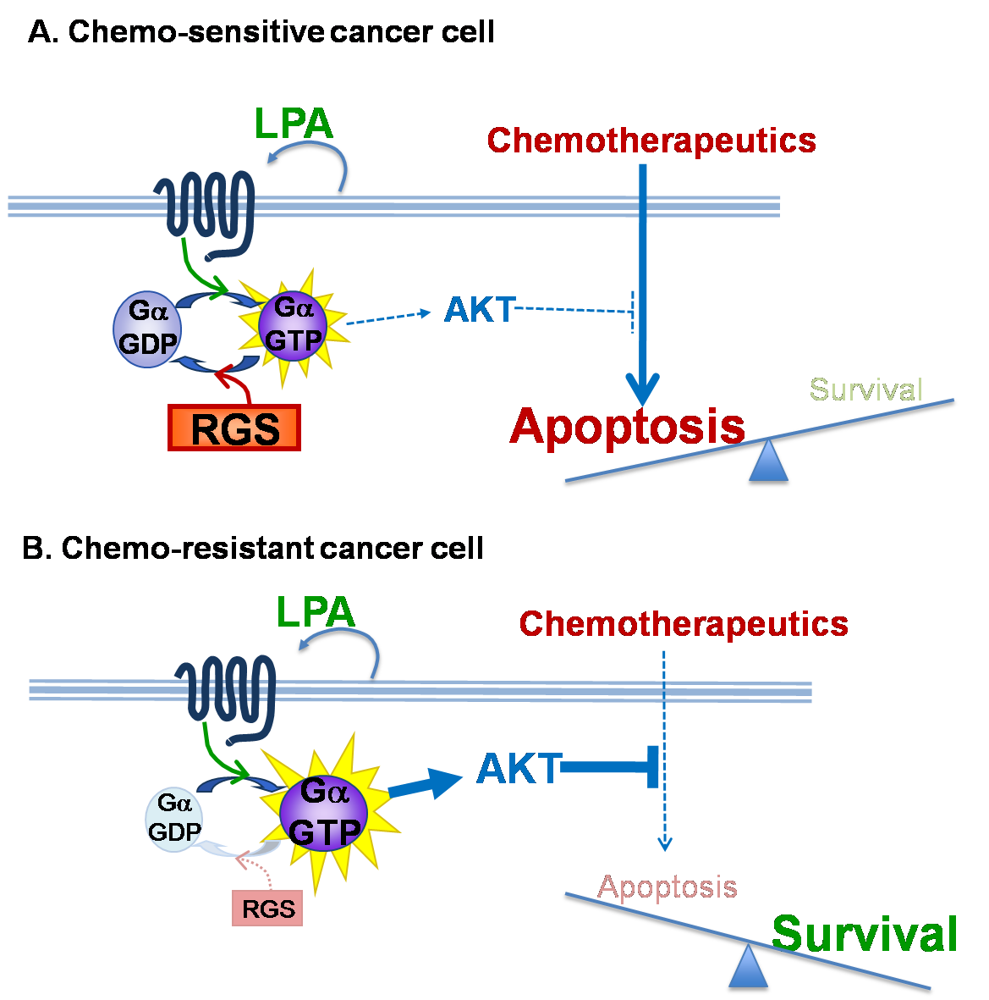 A. Chemo-sensitive cancer cell
LPA
Chemotherapeutics
Gα
GDP
Gα
GTP
AKT
RGS
Apoptosis
Survival
B. Chemo-resistant cancer cell
LPA
Chemotherapeutics
Gα
GDP
Gα
GTP
AKT
RGS
Apoptosis
Survival